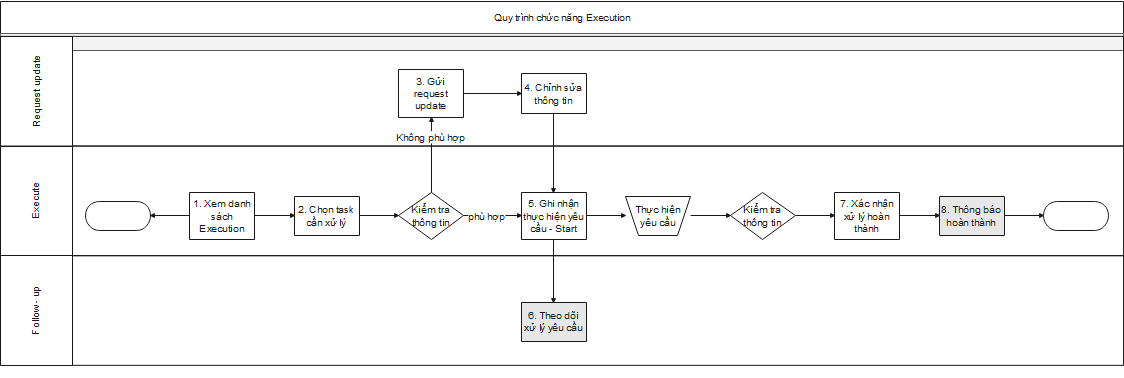 Quy trình chức năng Execution
Request update
3. Gửi
request
update
4. Chỉnh sửa
thông tin
Không phù hợp
Execute
1. Xem danh
sách
Execution
2. Chọn task
cần xử lý
Kiểm tra
thông tin
phù hợp
5. Ghi nhận
thực hiện yêu
cầu - Start
Thực hiện
yêu cầu
Kiểm tra
thông tin
7. Xác nhận
xử lý hoàn
thành
8. Thông báo
hoàn thành
Follow- up
6. Theo dõi
xử lý yêu cầu